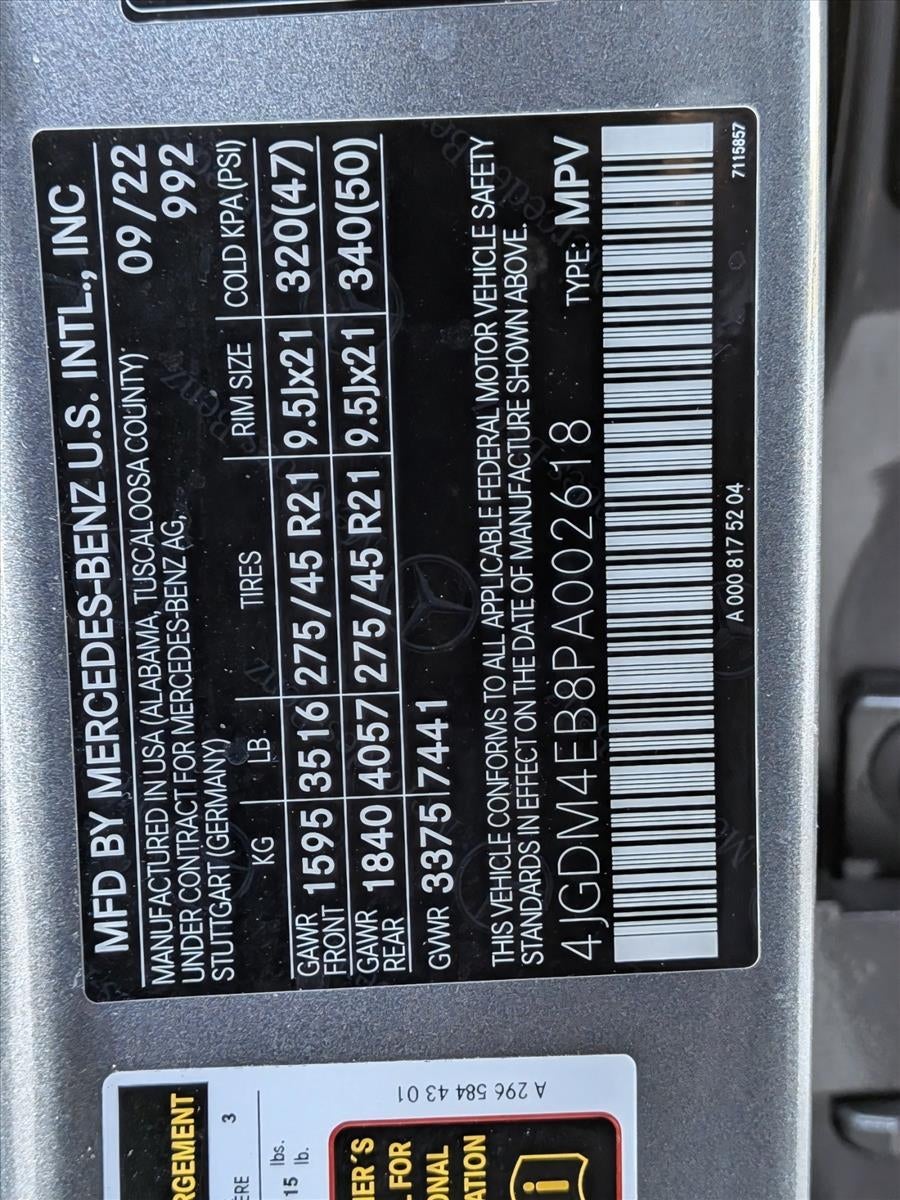 MFD BY MERCEDES-BENZ U.S. INTL., INC
MANUFACTURED IN USA (ALABAMA, TUSCALOOSA COUNTY) 09/22
UNDER CONTRACT FOR MERCEDES-BENZ AG, 992
STUTTGART (GERMANY)
KG LB. TIRES RIM SIZE COLD KPA (PSI)
GAWR FRONT 1595 3516 275/45 R21 9.5Jx21 320(47)
GAWR REAR 1840 4057 275/45 R21 9.5Jx21 340(50)
GVWR 3375 7441
THIS VEHICLE CONFORMS TO ALL APPLICABLE FEDERAL MOTOR VEHICLE SAFETY
STANDARDS IN EFFECT ON THE DATE OF MANUFACTURE SHOWN ABOVE.
4JGDM4EB8PA002618 TYPE: MPV
A 000 817 52 04 7115857
A 296 584 43 01
3
lbs.
15 lb.